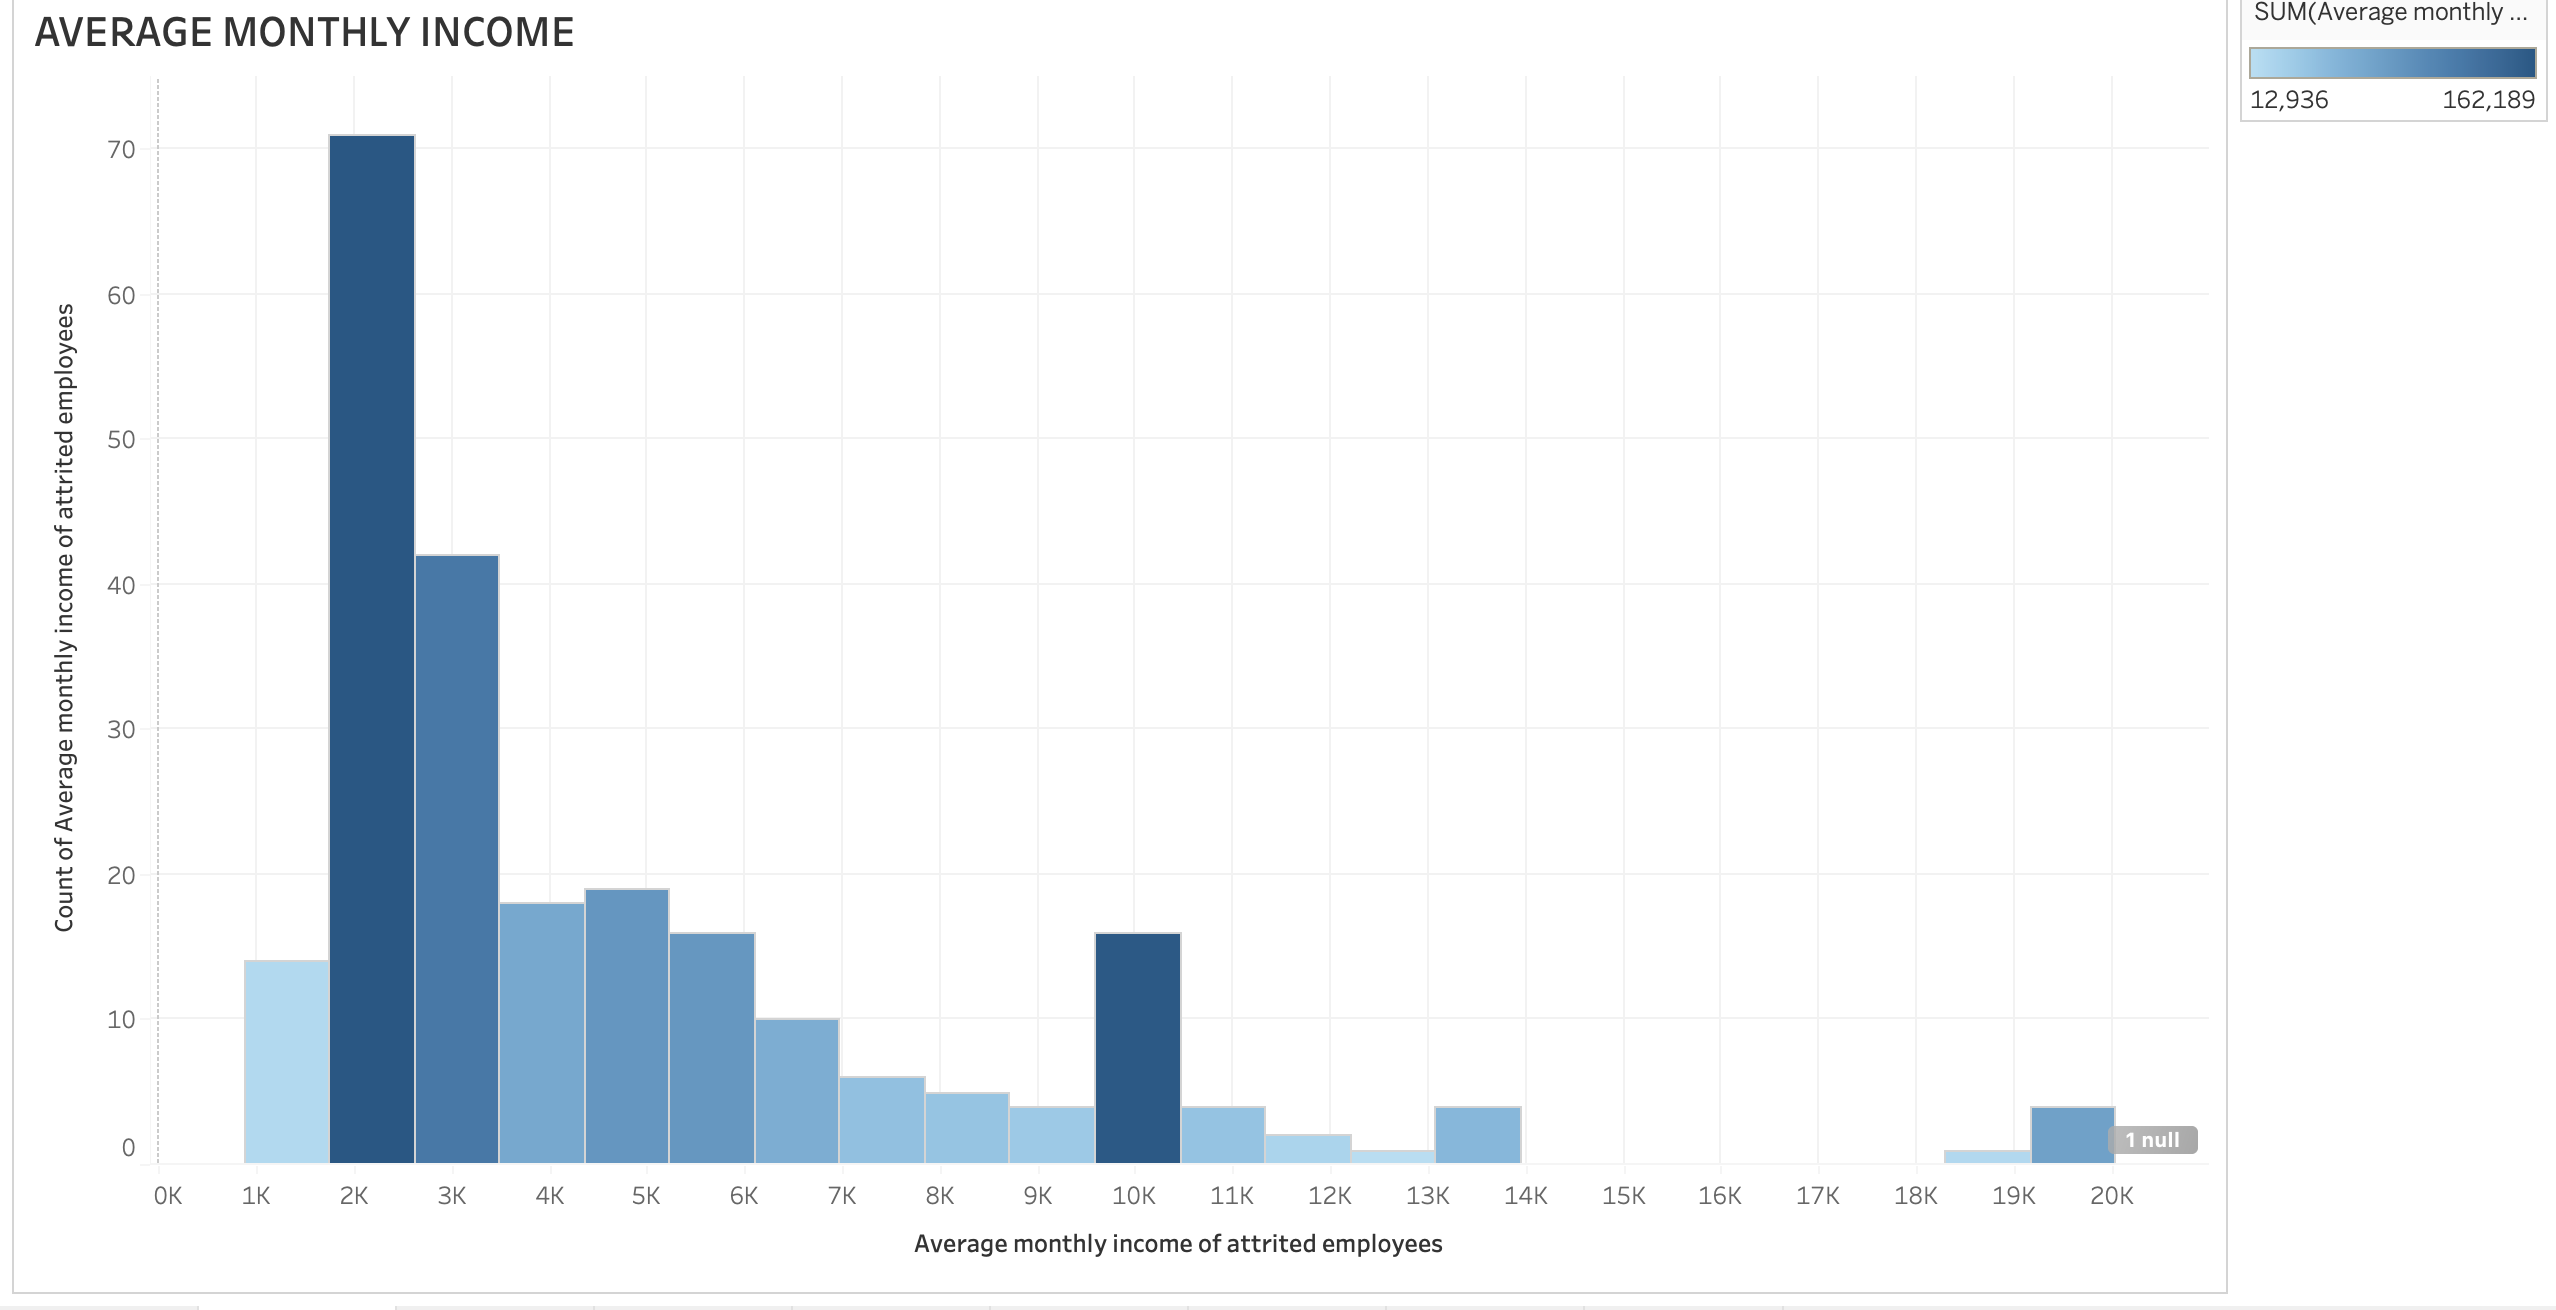 AVERAGE MONTHLY INCOME
SUM(Average monthly ...
12,936 162,189
Count of Average monthly income of attrited employees
70
60
50
40
30
20
10
0
1 null
0K 1K 2K 3K 4K 5K 6K 7K 8K 9K 10K 11K 12K 13K 14K 15K 16K 17K 18K 19K 20K
Average monthly income of attrited employees